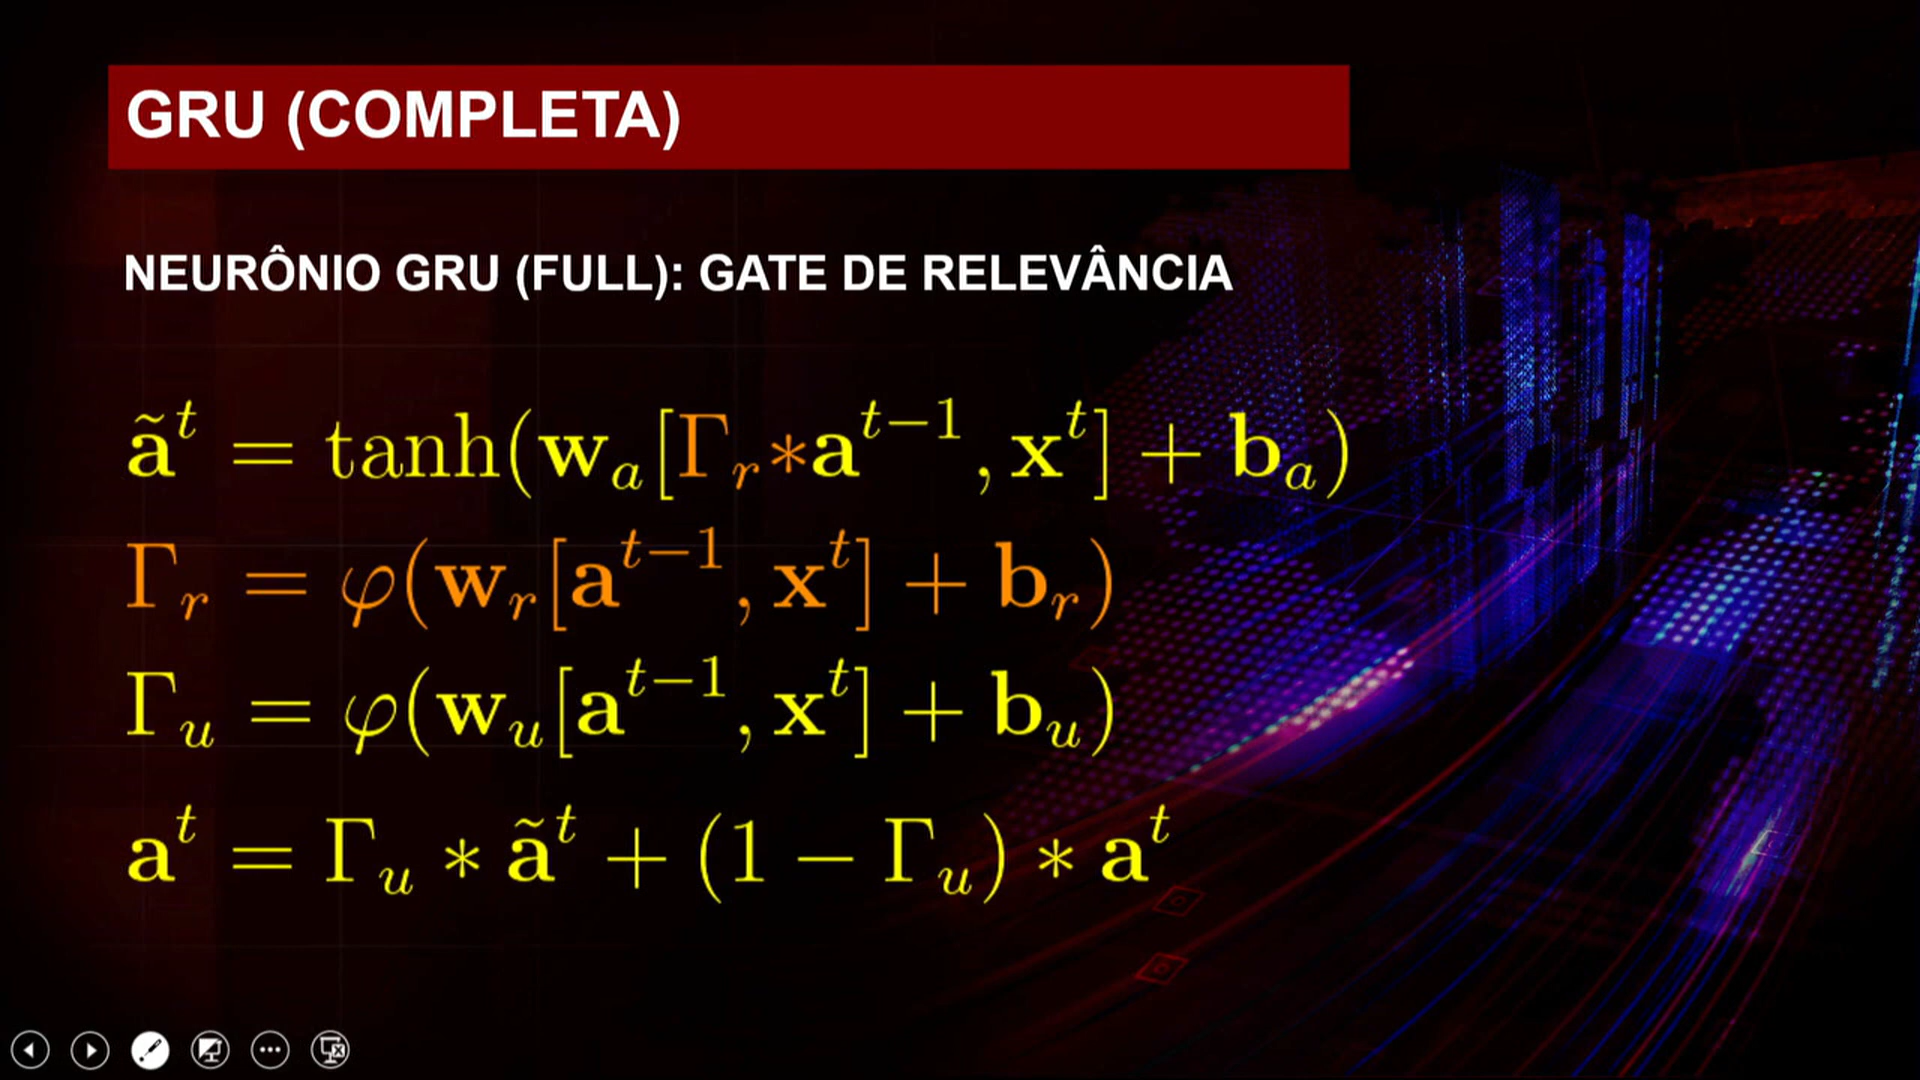 GRU (COMPLETA)
NEURÔNIO GRU (FULL): GATE DE RELEVÂNCIA
ã^t = tanh(w_a[Γ_r*a^{t−1}, x^t] + b_a)
Γ_r = φ(w_r[a^{t−1}, x^t] + b_r)
Γ_u = φ(w_u[a^{t−1}, x^t] + b_u)
a^t = Γ_u * ã^t + (1 − Γ_u) * a^t